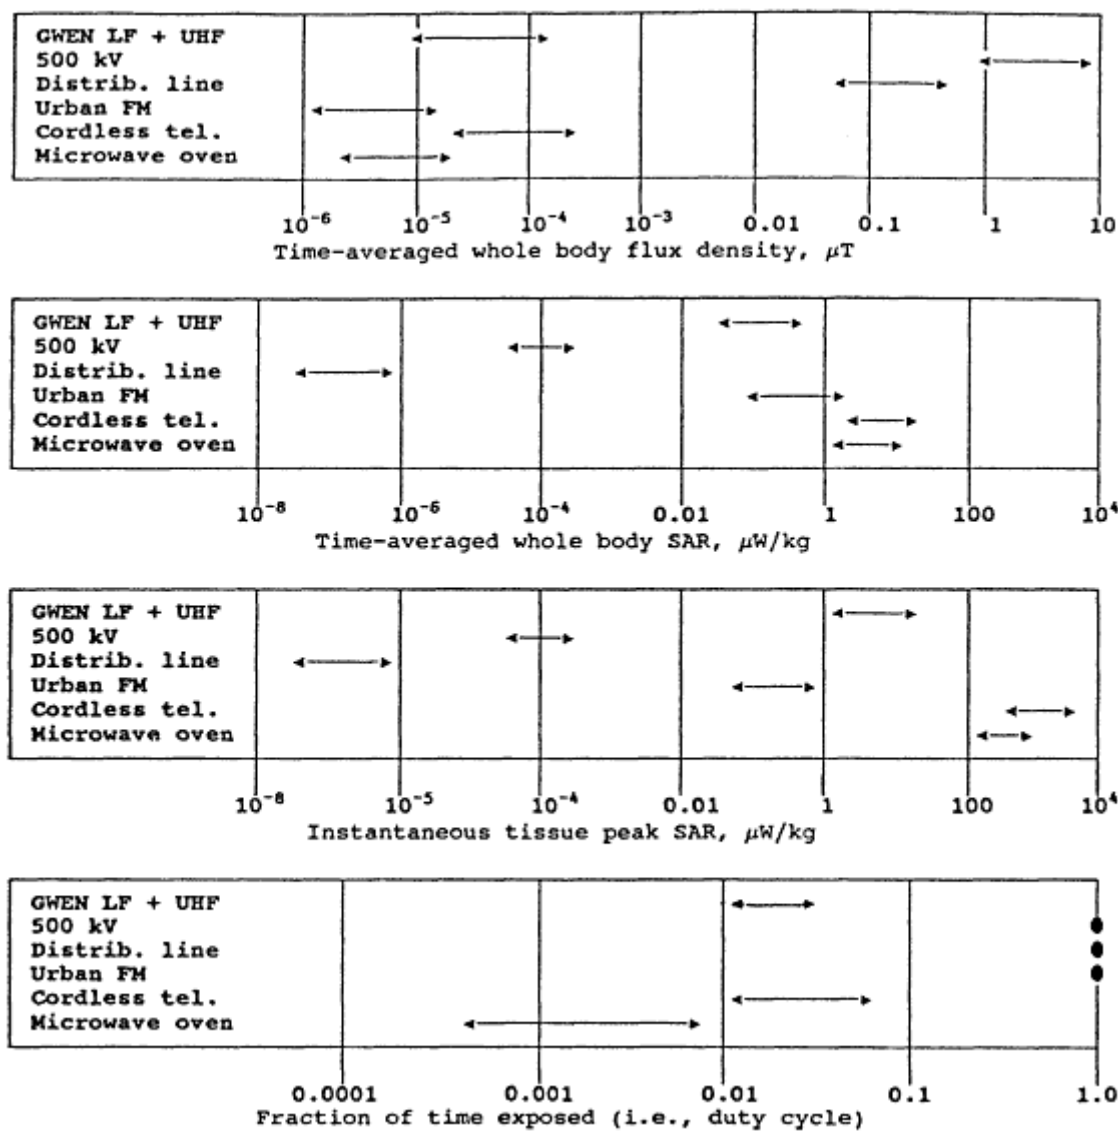 GWEN LF + UHF
500 kV
Distrib. line
Urban FM
Cordless tel.
Microwave oven
10⁻⁶ 10⁻⁵ 10⁻⁴ 10⁻³ 0.01 0.1 1 10
Time-averaged whole body flux density, μT
GWEN LF + UHF
500 kV
Distrib. line
Urban FM
Cordless tel.
Microwave oven
10⁻⁸ 10⁻⁶ 10⁻⁴ 0.01 1 100 10⁴
Time-averaged whole body SAR, μW/kg
GWEN LF + UHF
500 kV
Distrib. line
Urban FM
Cordless tel.
Microwave oven
10⁻⁸ 10⁻⁵ 10⁻⁴ 0.01 1 100 10⁴
Instantaneous tissue peak SAR, μW/kg
GWEN LF + UHF
500 kV
Distrib. line
Urban FM
Cordless tel.
Microwave oven
0.0001 0.001 0.01 0.1 1.0
Fraction of time exposed (i.e., duty cycle)